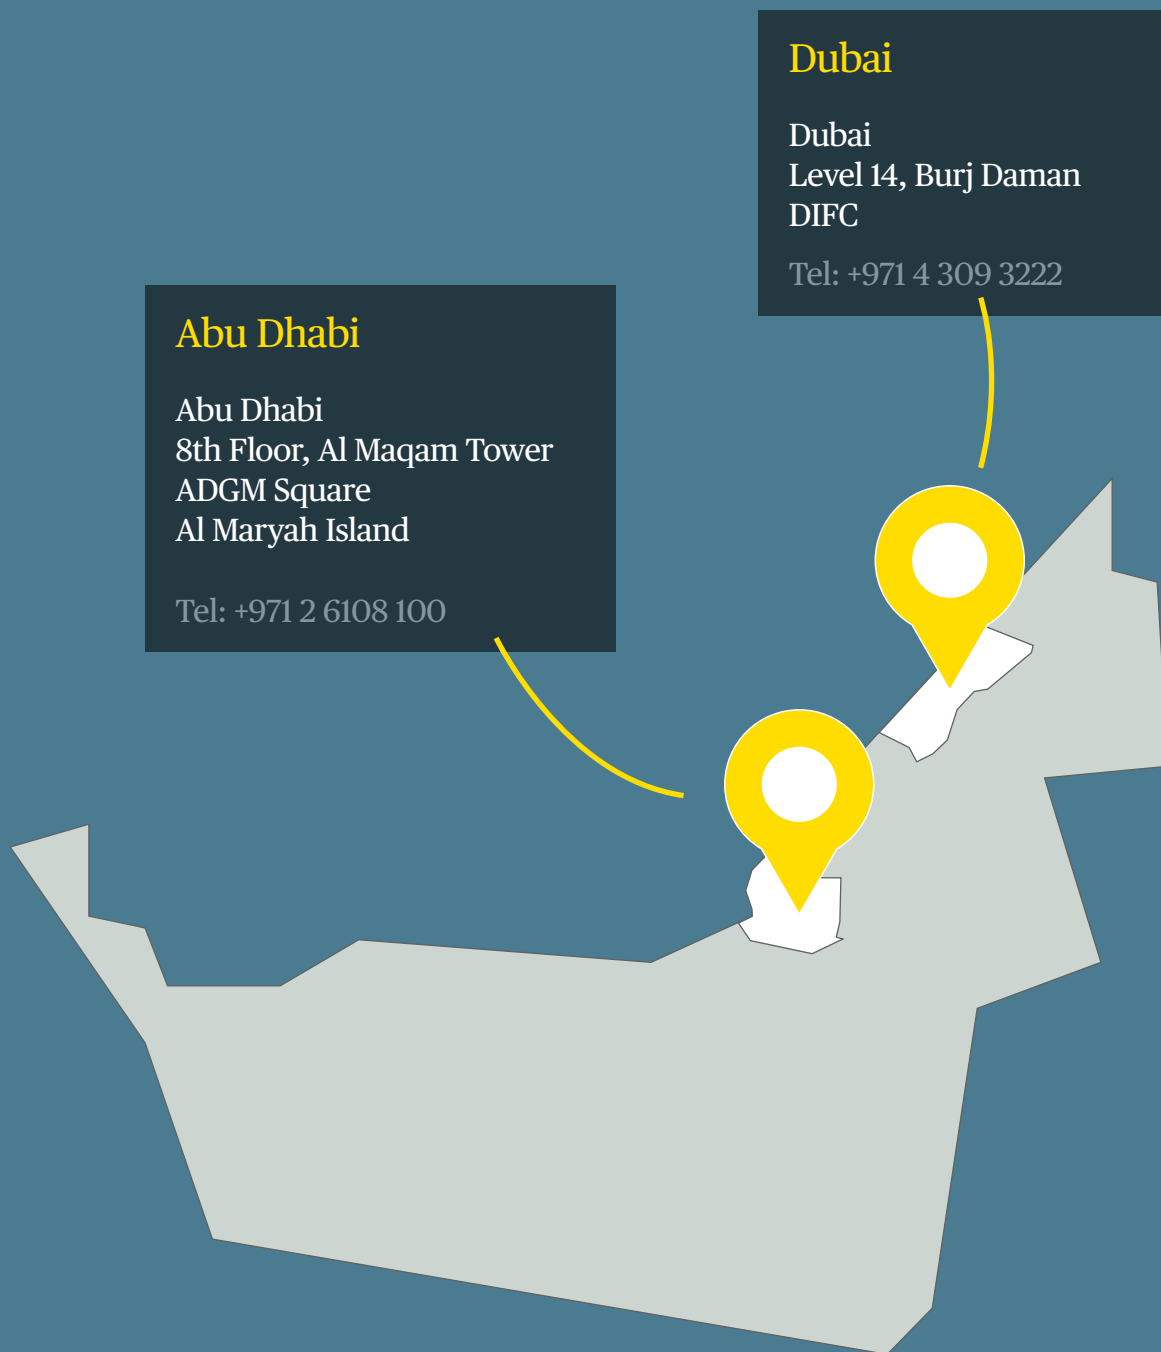 Dubai
Dubai
Level 14, Burj Daman
DIFC
Tel: +971 4 309 3222
Abu Dhabi
Abu Dhabi
8th Floor, Al Maqam Tower
ADGM Square
Al Maryah Island
Tel: +971 2 6108 100